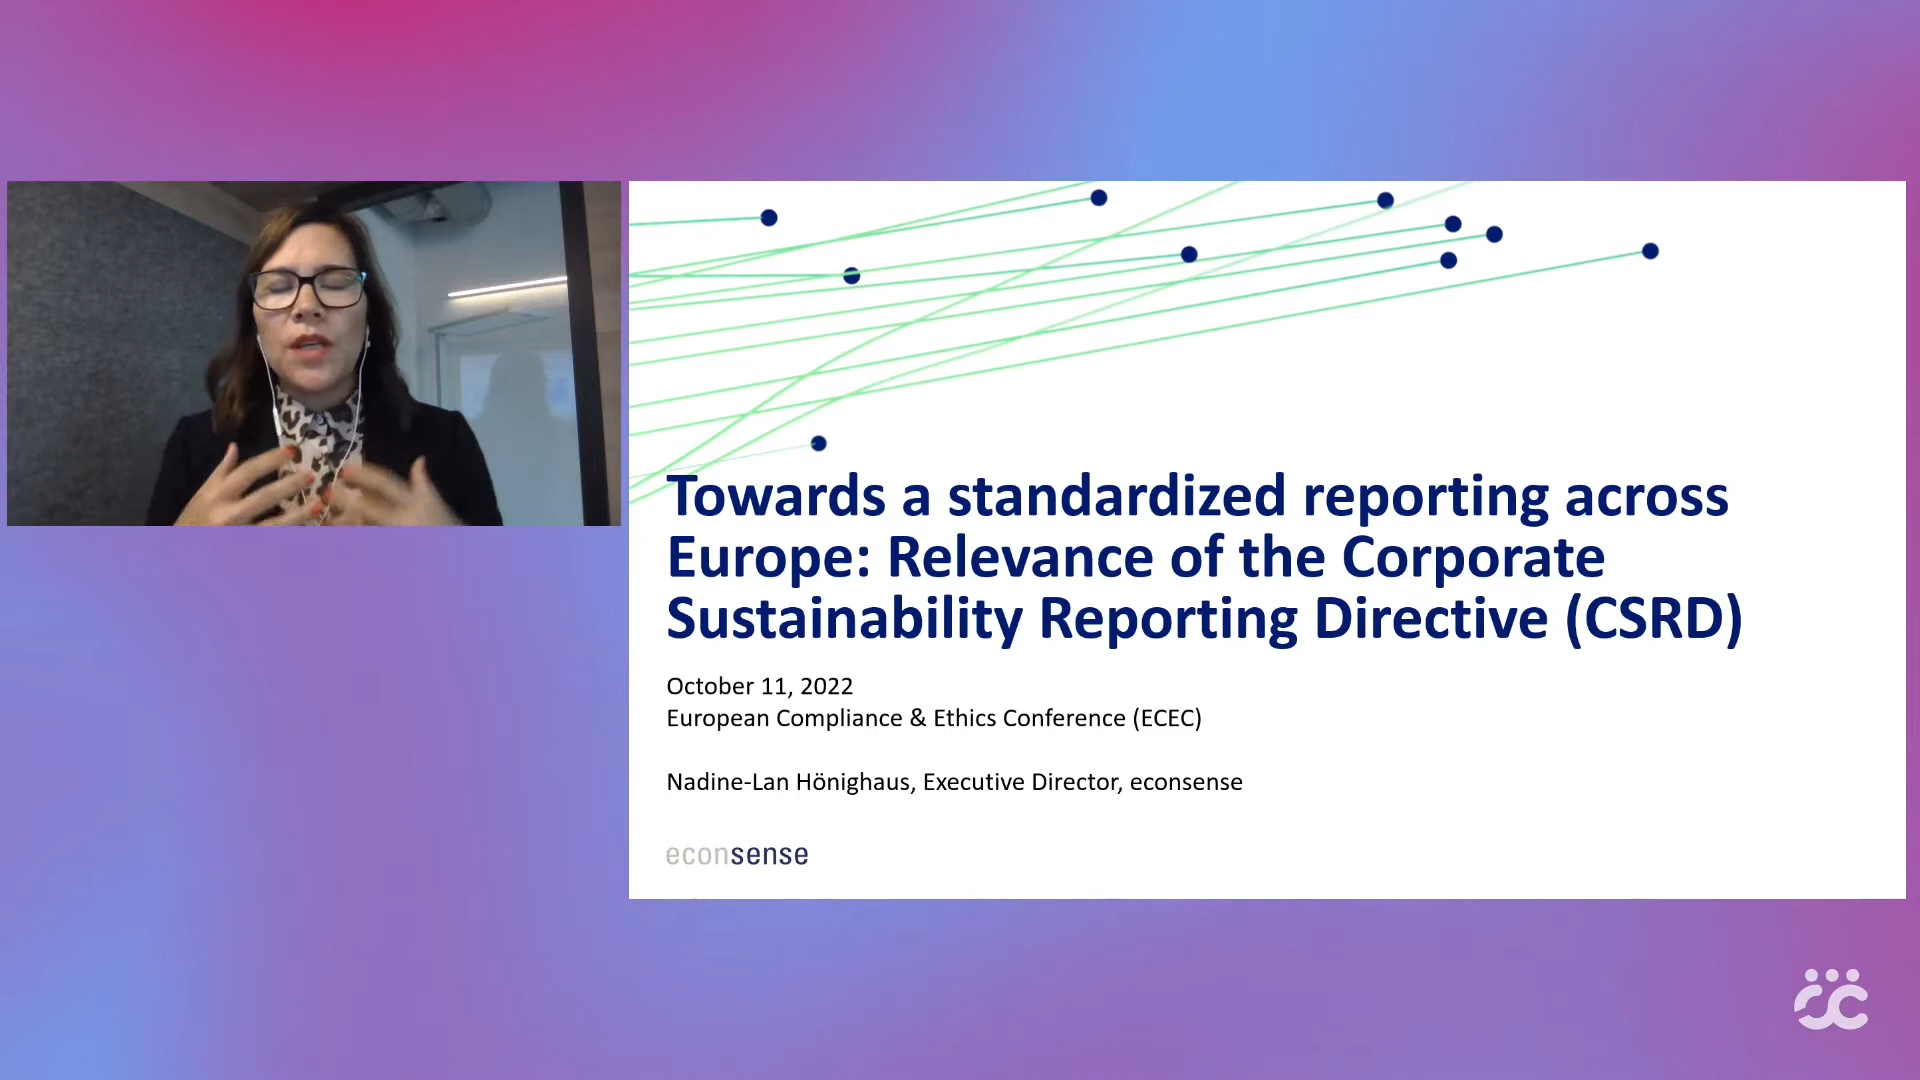 Towards a standardized reporting across
Europe: Relevance of the Corporate
Sustainability Reporting Directive (CSRD)
October 11, 2022
European Compliance & Ethics Conference (ECEC)
Nadine-Lan Hönighaus, Executive Director, econsense
econsense